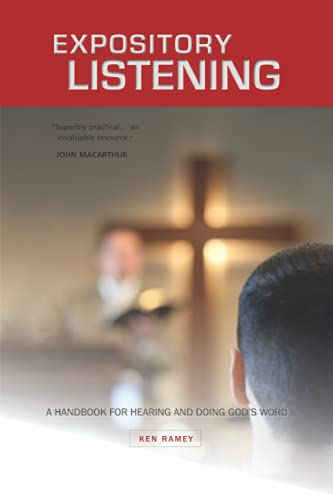 EXPOSITORY
LISTENING
"Superbly practical... an
invaluable resource."
JOHN MACARTHUR
A HANDBOOK FOR HEARING AND DOING GOD'S WORD
KEN RAMEY